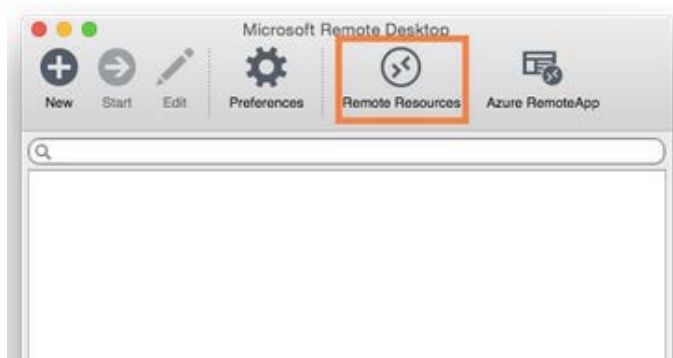 Microsoft Remote Desktop
New Start Edit Preferences Remote Resources Azure RemoteApp